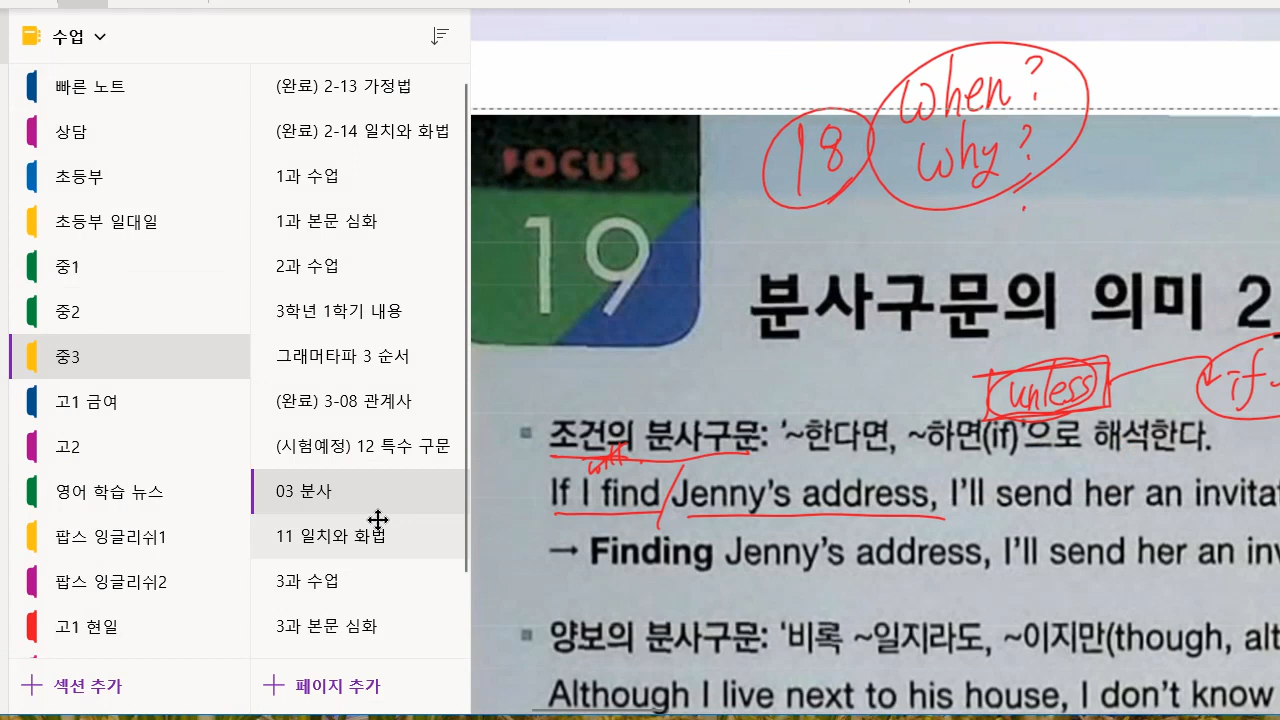 수업
빠른 노트
상담
초등부
초등부 일대일
중1
중2
중3
고1 금여
고2
영어 학습 뉴스
팝스 잉글리쉬1
팝스 잉글리쉬2
고1 현일
섹션 추가
(완료) 2-13 가정법
(완료) 2-14 일치와 화법
1과 수업
1과 본문 심화
2과 수업
3학년 1학기 내용
그래머타파 3 순서
(완료) 3-08 관계사
(시험예정) 12 특수 구문
03 분사
11 일치와 화법
3과 수업
3과 본문 심화
페이지 추가
18
when?
why?
FOCUS
19
분사구문의 의미 2
unless
if
조건의 분사구문: '~한다면, ~하면(if)'으로 해석한다.
If I find Jenny's address, I'll send her an invita
→ Finding Jenny's address, I'll send her an inv
양보의 분사구문: '비록 ~일지라도, ~이지만(though, alt
Although I live next to his house, I don't know